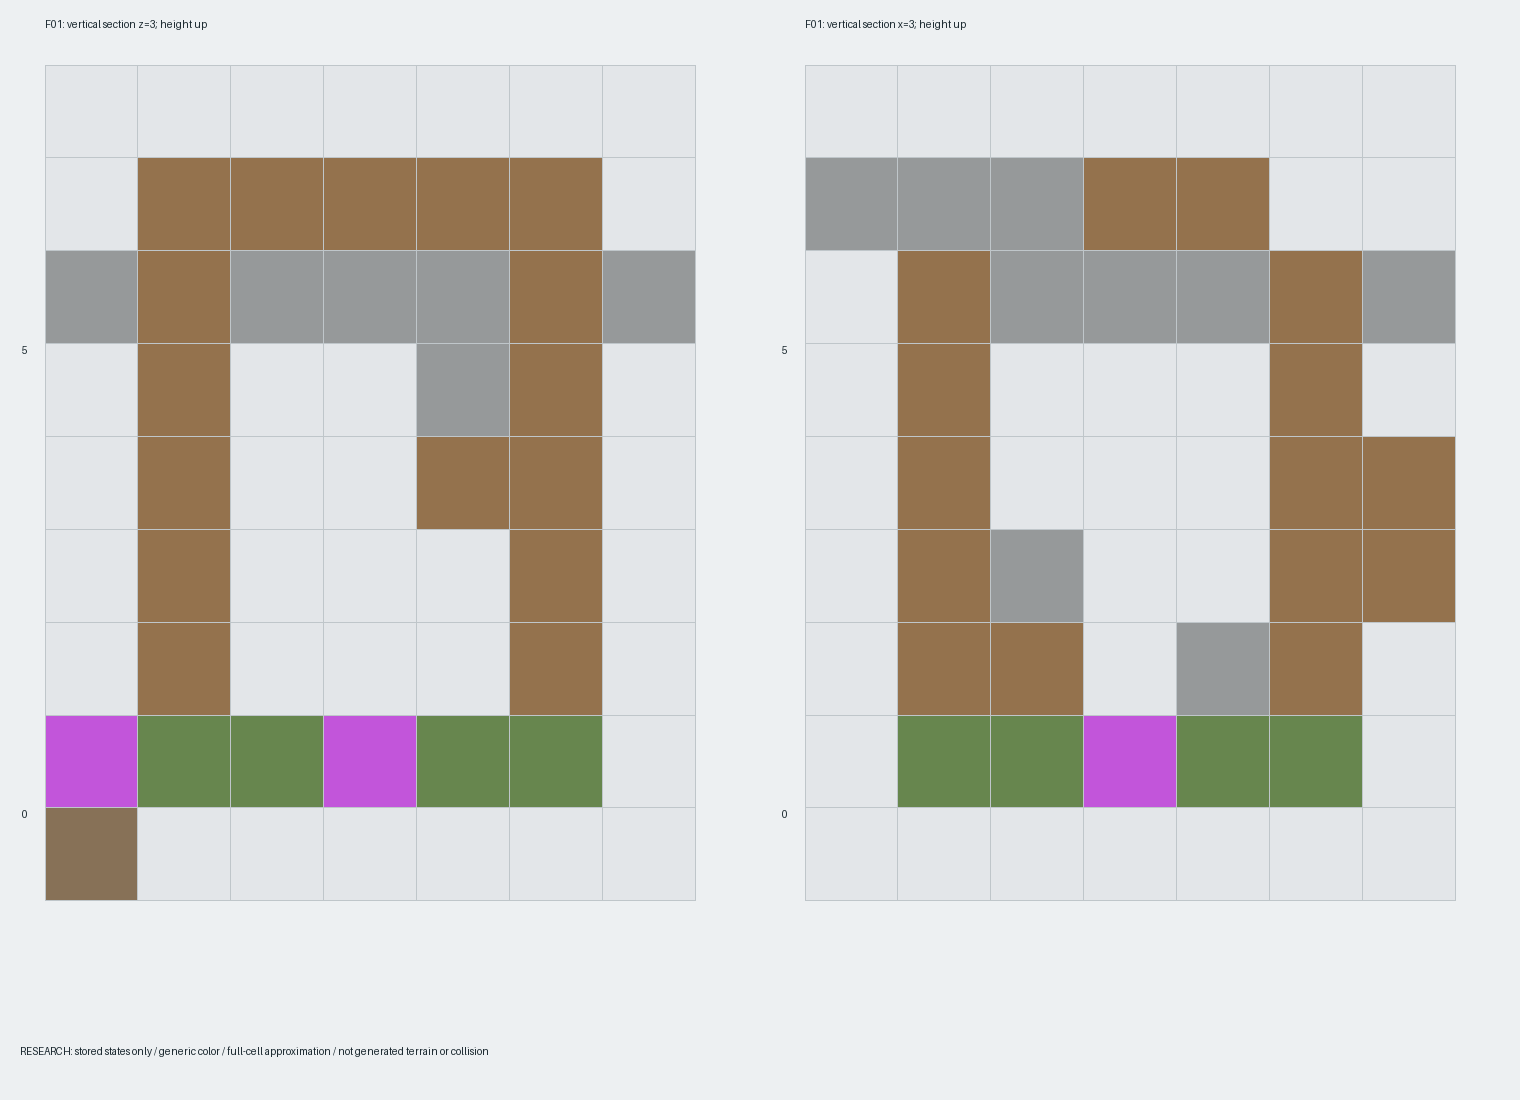 F01: vertical section z=3; height up
F01: vertical section x=3; height up
5
5
0
0
RESEARCH: stored states only / generic color / full-cell approximation / not generated terrain or collision